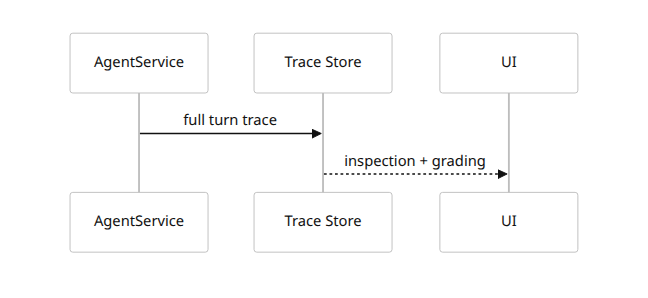 AgentService
Trace Store
UI
full turn trace
inspection + grading
AgentService
Trace Store
UI